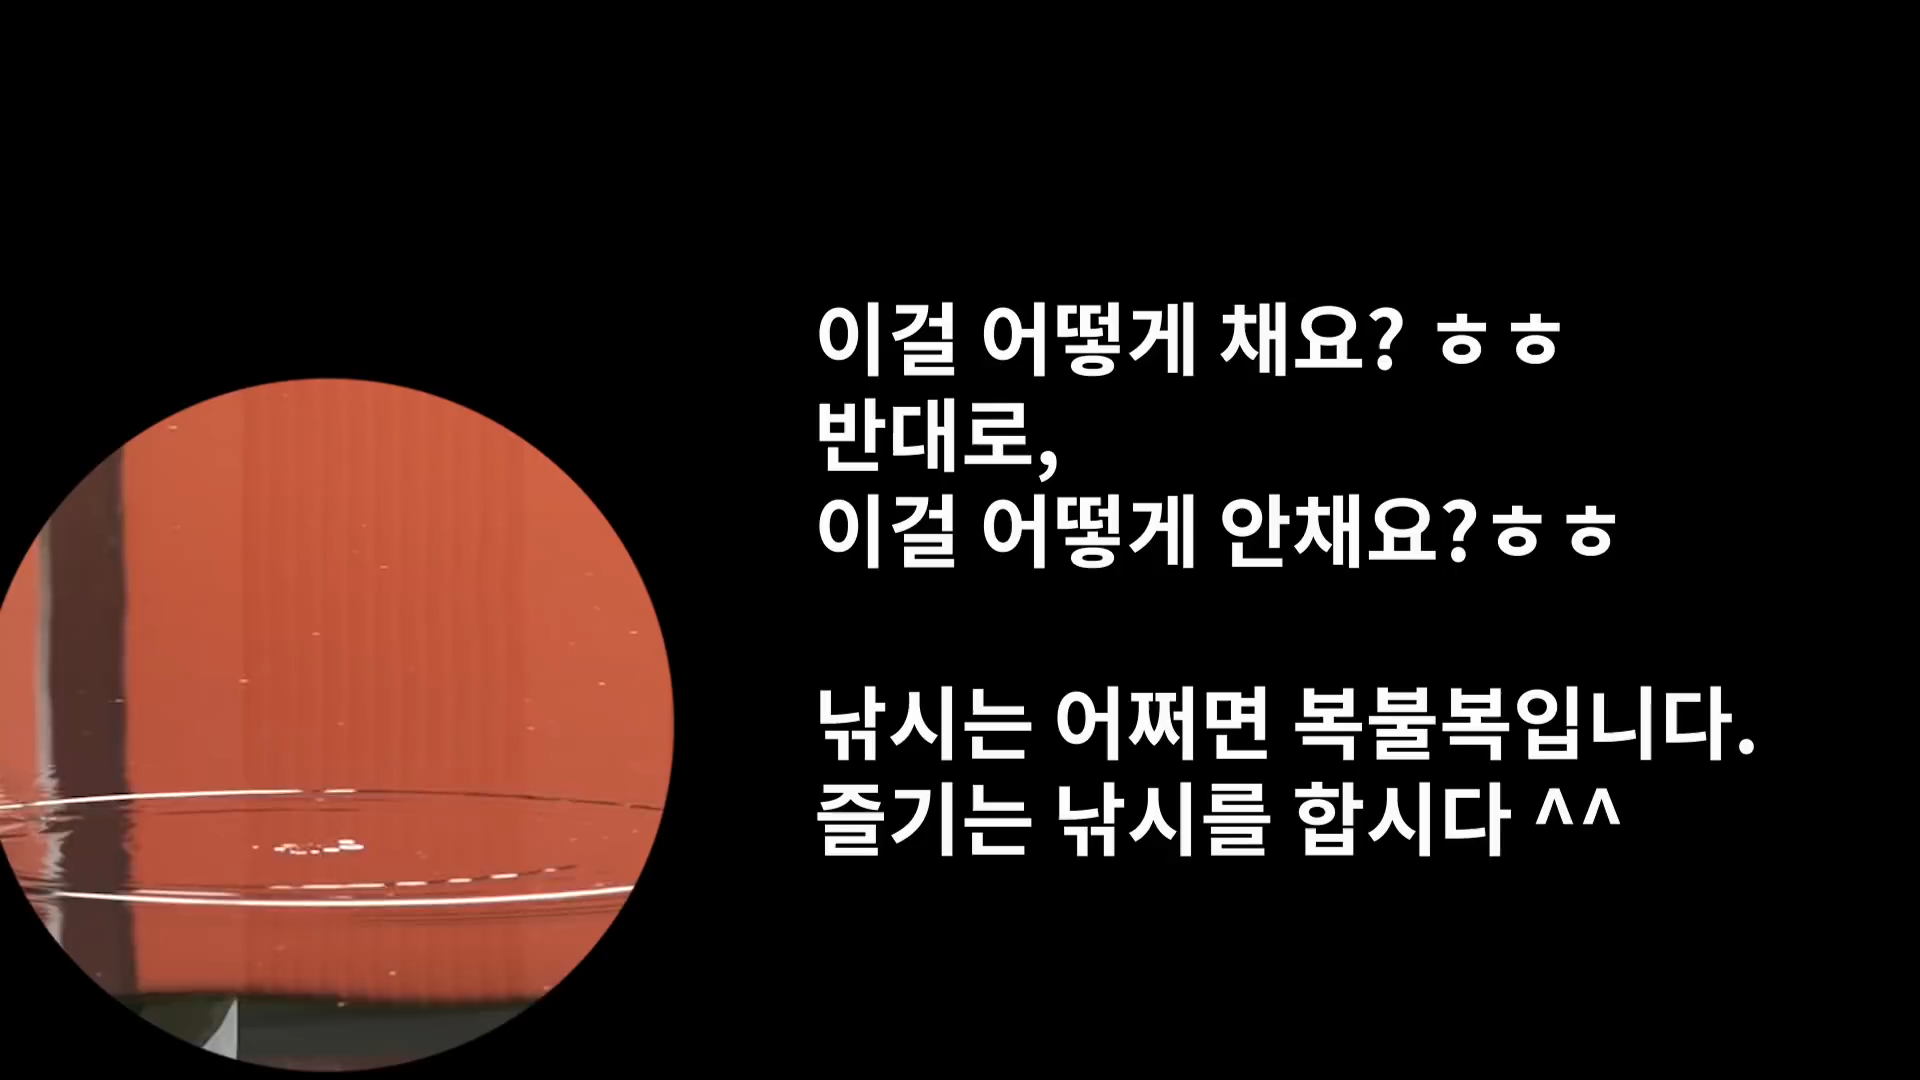 이걸 어떻게 채요? ㅎㅎ
반대로,
이걸 어떻게 안채요?ㅎㅎ
낚시는 어쩌면 복불복입니다.
즐기는 낚시를 합시다 ^^